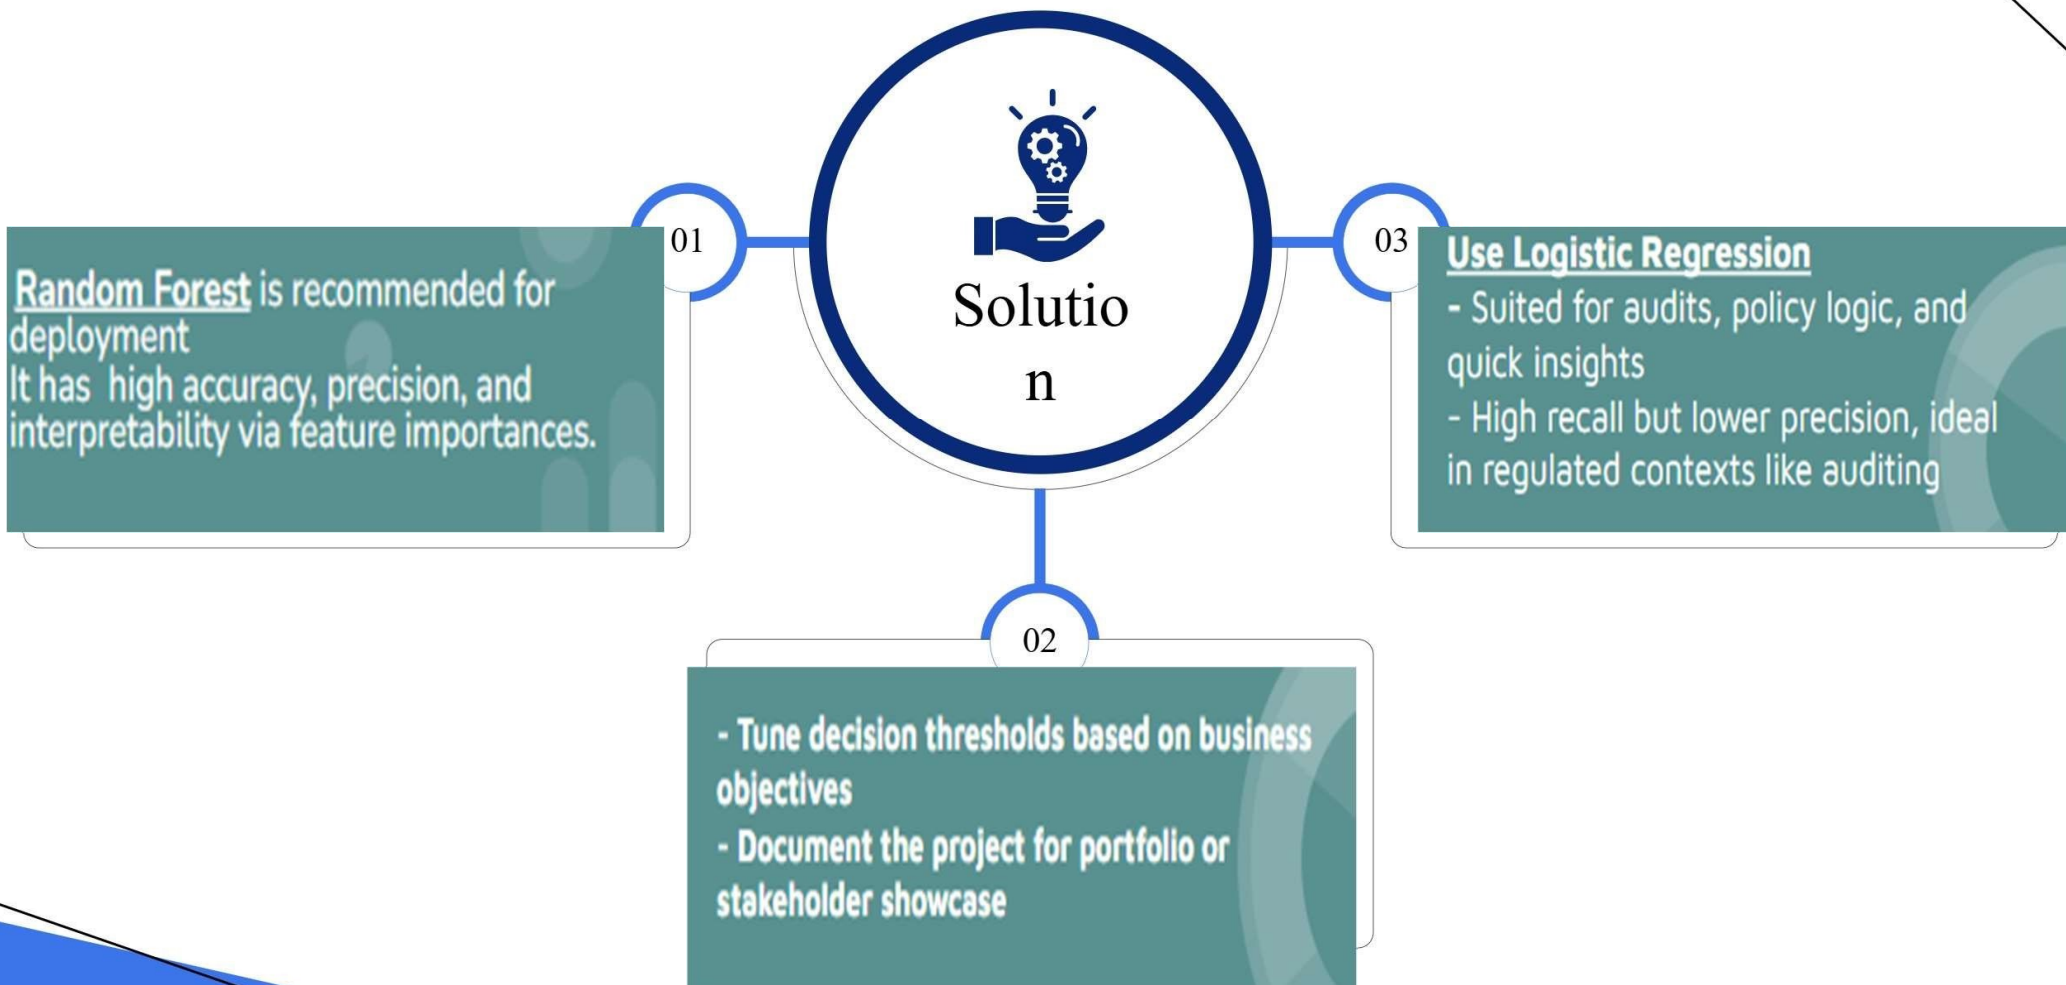 Solutio
n
01
Random Forest is recommended for
deployment
It has  high accuracy, precision, and
interpretability via feature importances.
02
- Tune decision thresholds based on business
objectives
- Document the project for portfolio or
stakeholder showcase
03
Use Logistic Regression
- Suited for audits, policy logic, and
quick insights
- High recall but lower precision, ideal
in regulated contexts like auditing